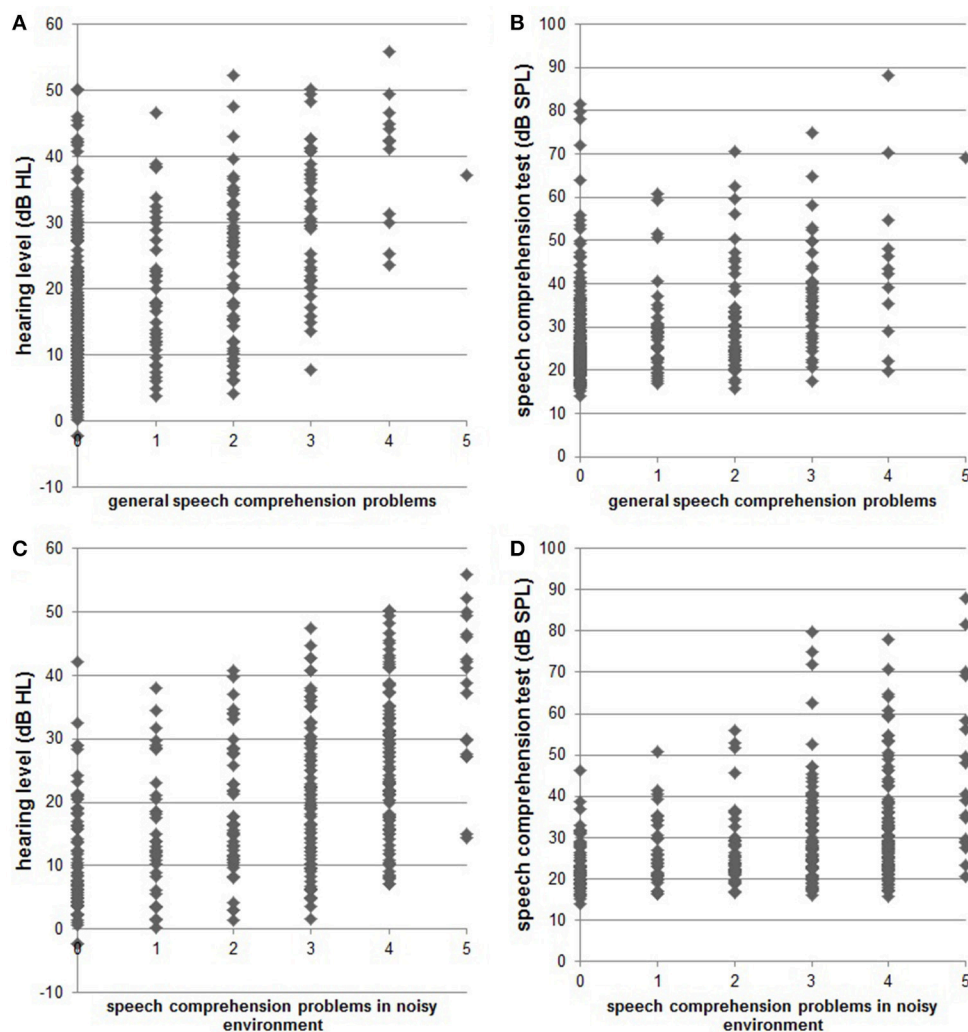 A
60
50
40
30
20
10
0
-10
hearing level (dB HL)
0 1 2 3 4 5
general speech comprehension problems
B
100
90
80
70
60
50
40
30
20
10
0
speech comprehension test (dB SPL)
0 1 2 3 4 5
general speech comprehension problems
C
60
50
40
30
20
10
0
-10
hearing level (dB HL)
0 1 2 3 4 5
speech comprehension problems in noisy
environment
D
100
90
80
70
60
50
40
30
20
10
0
speech comprehension test (dB SPL)
0 1 2 3 4 5
speech comprehension problems in noisy
environment